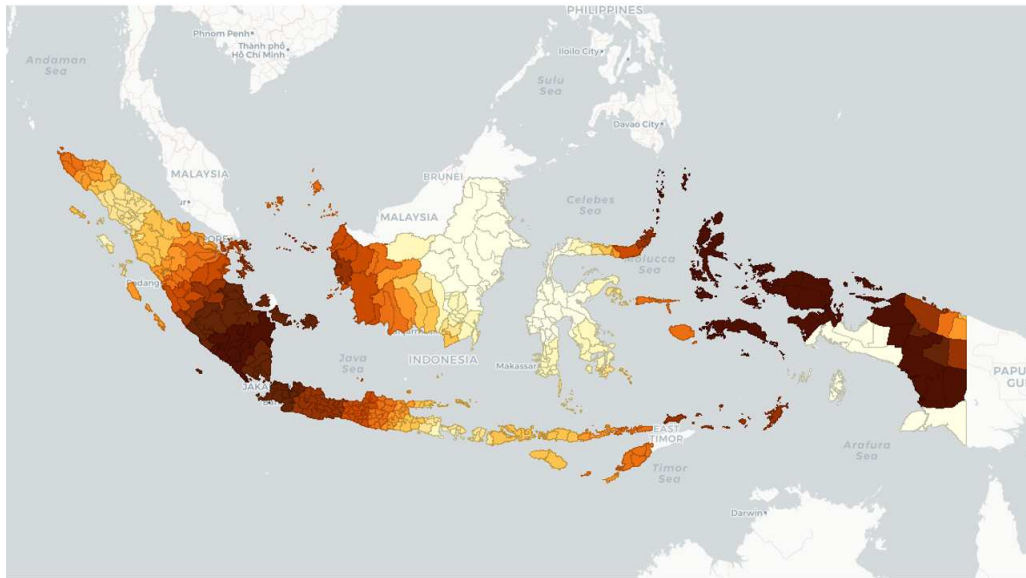 PHILIPPINES
Phnom Penh
Thành phố
Hồ Chí Minh
Iloilo City
Andaman
Sea
Sulu
Sea
Davao City
MALAYSIA
BRUNEI
Celebes
Sea
MALAYSIA
Molucca
Sea
Padang
Java
Sea
INDONESIA
Makassar
JAKA
PAPU
GU
EAST
TIMOR
Arafura
Sea
Timor
Sea
Darwin